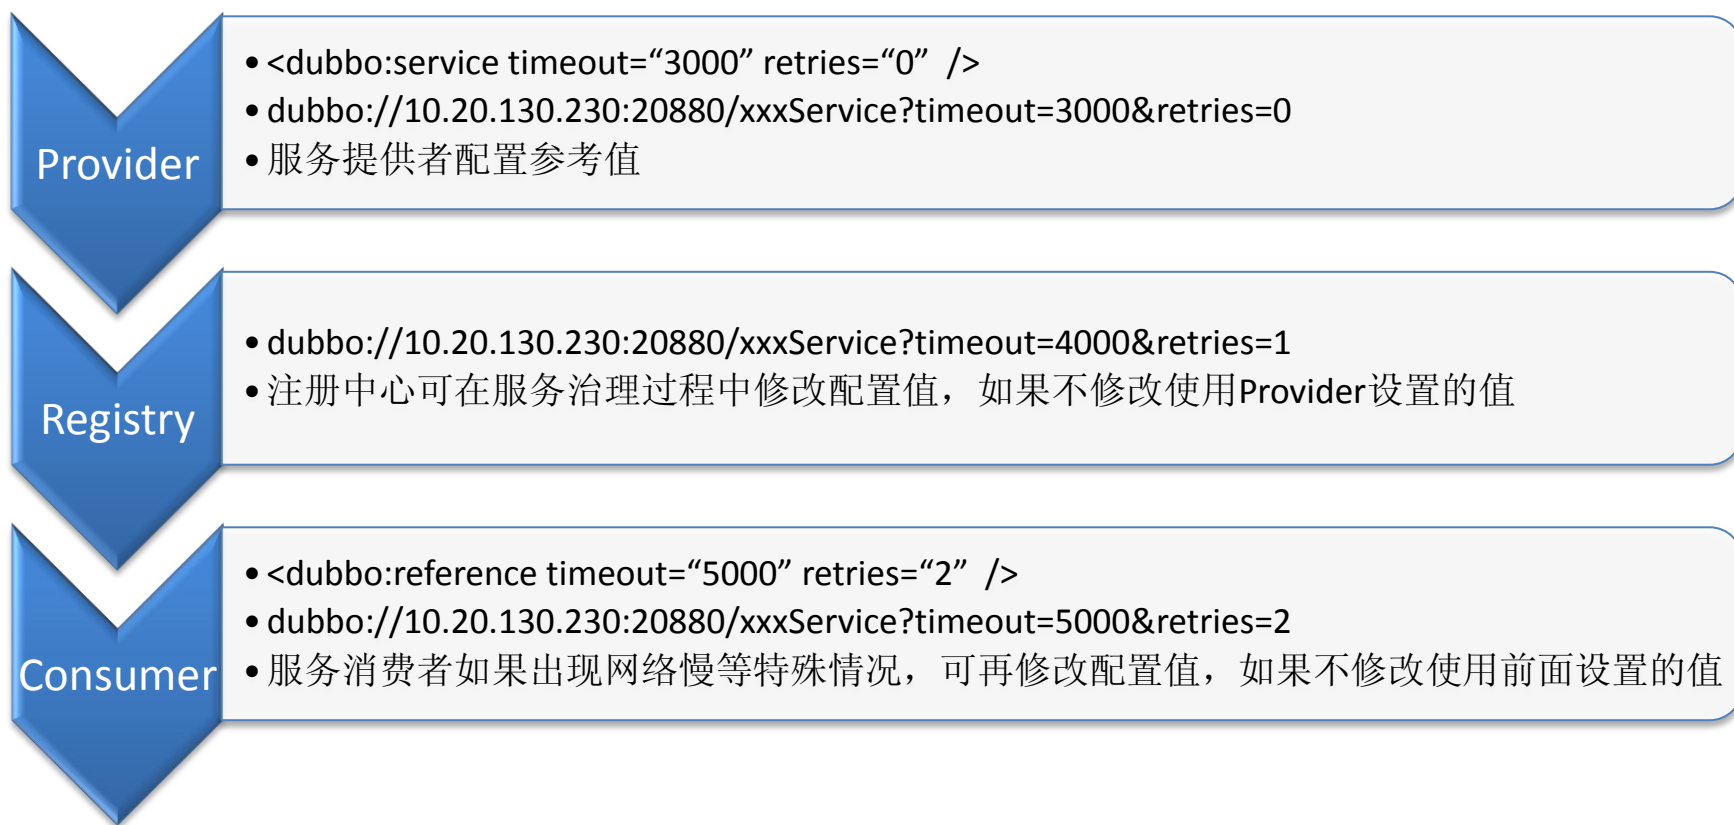 Provider
•<dubbo:service timeout=“3000” retries=“0” />
•dubbo://10.20.130.230:20880/xxxService?timeout=3000&retries=0
•服务提供者配置参考值
Registry
•dubbo://10.20.130.230:20880/xxxService?timeout=4000&retries=1
•注册中心可在服务治理过程中修改配置值，如果不修改使用Provider设置的值
Consumer
•<dubbo:reference timeout=“5000” retries=“2” />
•dubbo://10.20.130.230:20880/xxxService?timeout=5000&retries=2
•服务消费者如果出现网络慢等特殊情况，可再修改配置值，如果不修改使用前面设置的值